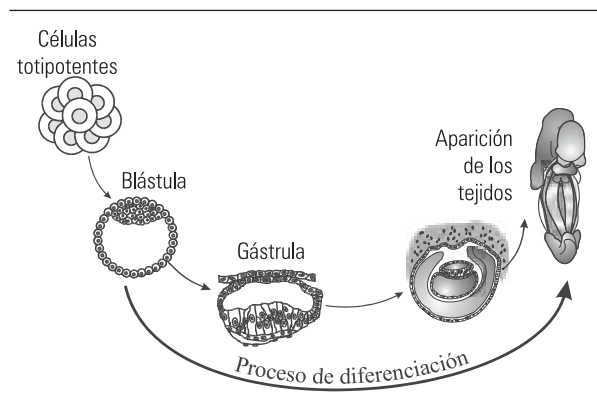 Células
totipotentes
Blástula
Gástrula
Aparición
de los
tejidos
Proceso de diferenciación